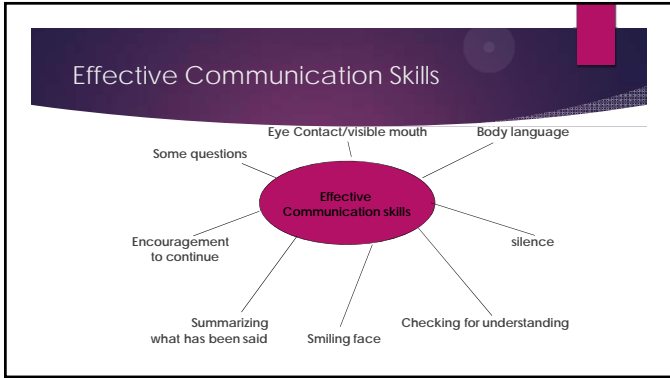 Effective Communication Skills
Eye Contact/visible mouth
Body language
Some questions
Effective
Communication skills
Encouragement
to continue
silence
Summarizing
what has been said
Smiling face
Checking for understanding